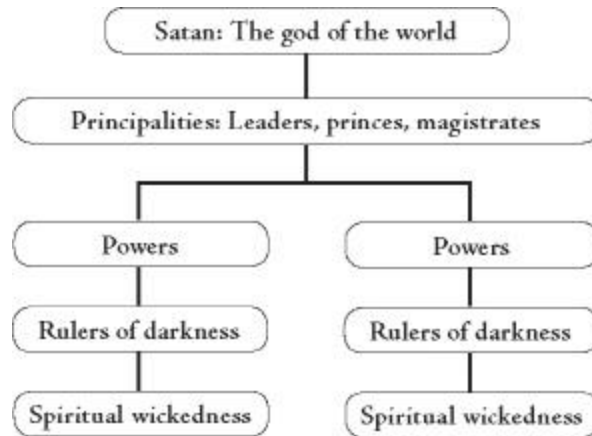 Satan: The god of the world
Principalities: Leaders, princes, magistrates
Powers
Powers
Rulers of darkness
Rulers of darkness
Spiritual wickedness
Spiritual wickedness